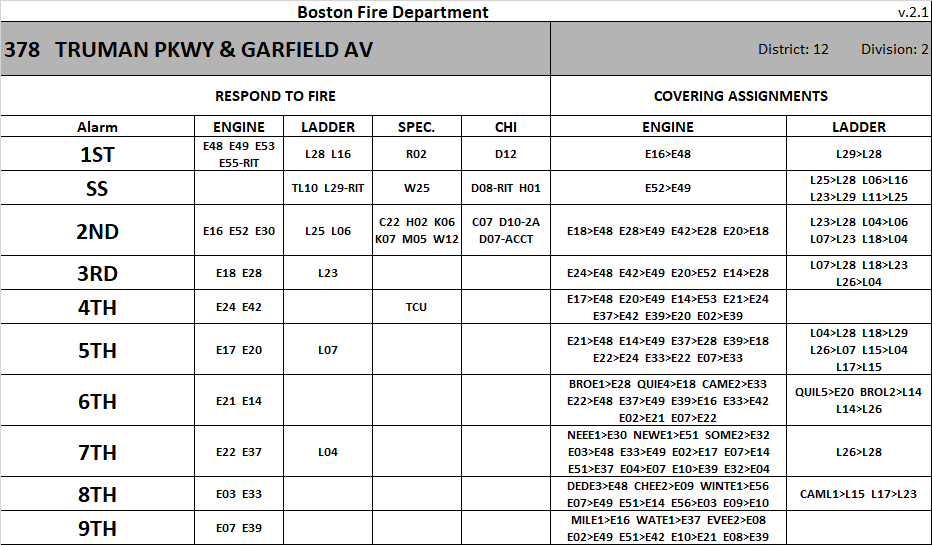 Boston Fire Department v.2.1
378 TRUMAN PKWY & GARFIELD AV District: 12 Division: 2
RESPOND TO FIRE COVERING ASSIGNMENTS
Alarm ENGINE LADDER SPEC. CHI ENGINE LADDER
1ST E48 E49 E53 E55-RIT L28 L16 R02 D12 E16>E48 L29>L28
SS TL10 L29-RIT W25 D08-RIT H01 E52>E49 L25>L28 L06>L16 L23>L29 L11>L25
2ND E16 E52 E30 L25 L06 C22 H02 K06 K07 M05 W12 C07 D10-2A D07-ACCT E18>E48 E28>E49 E42>E28 E20>E18 L23>L28 L04>L06 L07>L23 L18>L04
3RD E18 E28 L23 E24>E48 E42>E49 E20>E52 E14>E28 L07>L28 L18>L23 L26>L04
4TH E24 E42 TCU E17>E48 E20>E49 E14>E53 E21>E24 E37>E42 E39>E20 E02>E39
5TH E17 E20 L07 E21>E48 E14>E49 E37>E28 E39>E18 E22>E24 E33>E22 E07>E33 L04>L28 L18>L29 L26>L07 L15>L04 L17>L15
6TH E21 E14 BROE1>E28 QUIE4>E18 CAME2>E33 E22>E48 E37>E49 E39>E16 E33>E42 E02>E21 E07>E22 QUIL5>E20 BROL2>L14 L14>L26
7TH E22 E37 L04 NEEE1>E30 NEWE1>E51 SOME2>E32 E03>E48 E33>E49 E02>E17 E07>E14 E51>E37 E04>E07 E10>E39 E32>E04 L26>L28
8TH E03 E33 DEDE3>E48 CHEE2>E09 WINTE1>E56 E07>E49 E51>E14 E56>E03 E09>E10 CAML1>L15 L17>L23
9TH E07 E39 MILE1>E16 WATE1>E37 EVEE2>E08 E02>E49 E51>E42 E10>E21 E08>E39